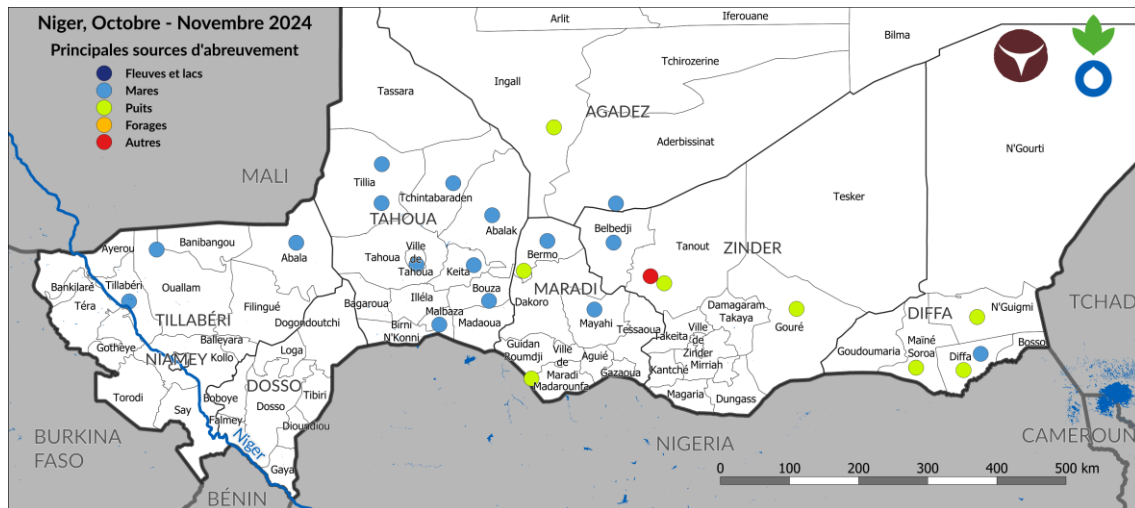 Niger, Octobre - Novembre 2024
Principales sources d'abreuvement
Fleuves et lacs
Mares
Puits
Forages
Autres
Arlit
Iferouane
Bilma
Tchirozerine
Ingall
Tassara
AGADEZ
Aderbissinat
N'Gourti
MALI
Tillia
Tchintabaraden
Tesker
TAHOUA
Abalak
Belbedji
Ayerou
Banibangou
Abala
Tahoua
Ville de Tahoua
Keita
Bermo
Tanout
ZINDER
Bankilaré
Tillabéri
Ouallam
Filingué
Bagaroua
Illéla
Bouza
Dakoro
MARADI
Téra
TILLABÉRI
Dogondoutchi
Malbaza
Madaoua
Mayahi
Damagaram
Takaya
Gouré
DIFFA
N'Guigmi
TCHAD
Birni
N'Konni
Tessaoua
Takeita
Ville
de
Zinder
Gotheye
Balleyara
NIAMEY
Kollo
Loga
Guidan
Roumdji
Ville
de
Maradi
Aguié
Gazaoua
Kantché
Mirriah
Goudoumaria
Maïné
Soroa
Diffa
Bosso
Torodi
Say
Boboye
DOSSO
Dosso
Tibiri
Madarounfa
Magaria
Dungass
Falmey
Dioundiou
BURKINA
FASO
Niger
Gaya
NIGERIA
CAMEROUN
BÉNIN
0 100 200 300 400 500 km